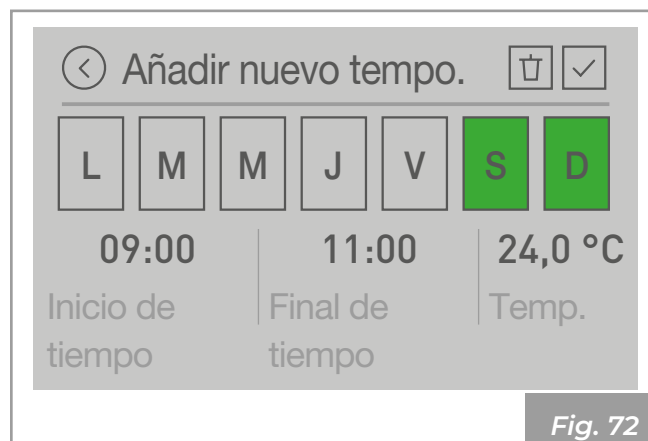 Añadir nuevo tempo.
L M M J V S D
09:00 11:00 24,0 °C
Inicio de Final de Temp.
tiempo tiempo
Fig. 72